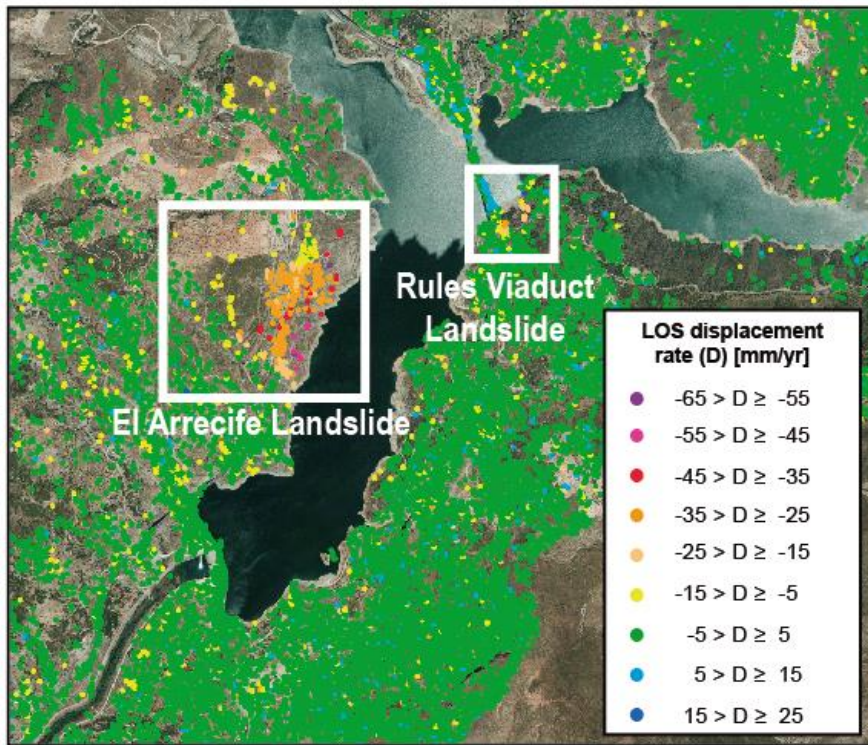 Rules Viaduct
Landslide
El Arrecife Landslide
LOS displacement
rate (D) [mm/yr]
-65 > D ≥ -55
-55 > D ≥ -45
-45 > D ≥ -35
-35 > D ≥ -25
-25 > D ≥ -15
-15 > D ≥ -5
-5 > D ≥ 5
5 > D ≥ 15
15 > D ≥ 25